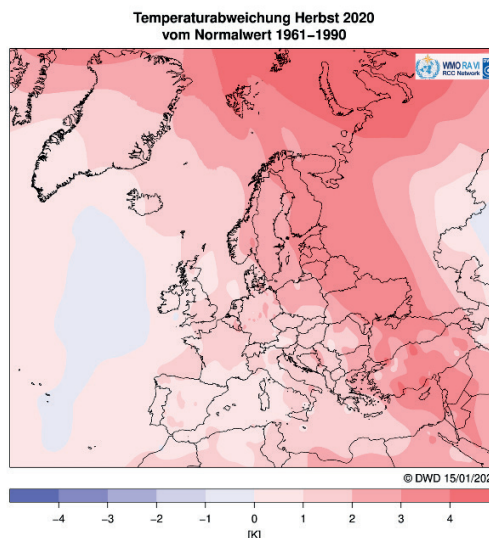 Temperaturabweichung Herbst 2020
vom Normalwert 1961−1990
WMO RA VI
RCC Network
© DWD 15/01/202
−4 −3 −2 −1 0 1 2 3 4
[K]